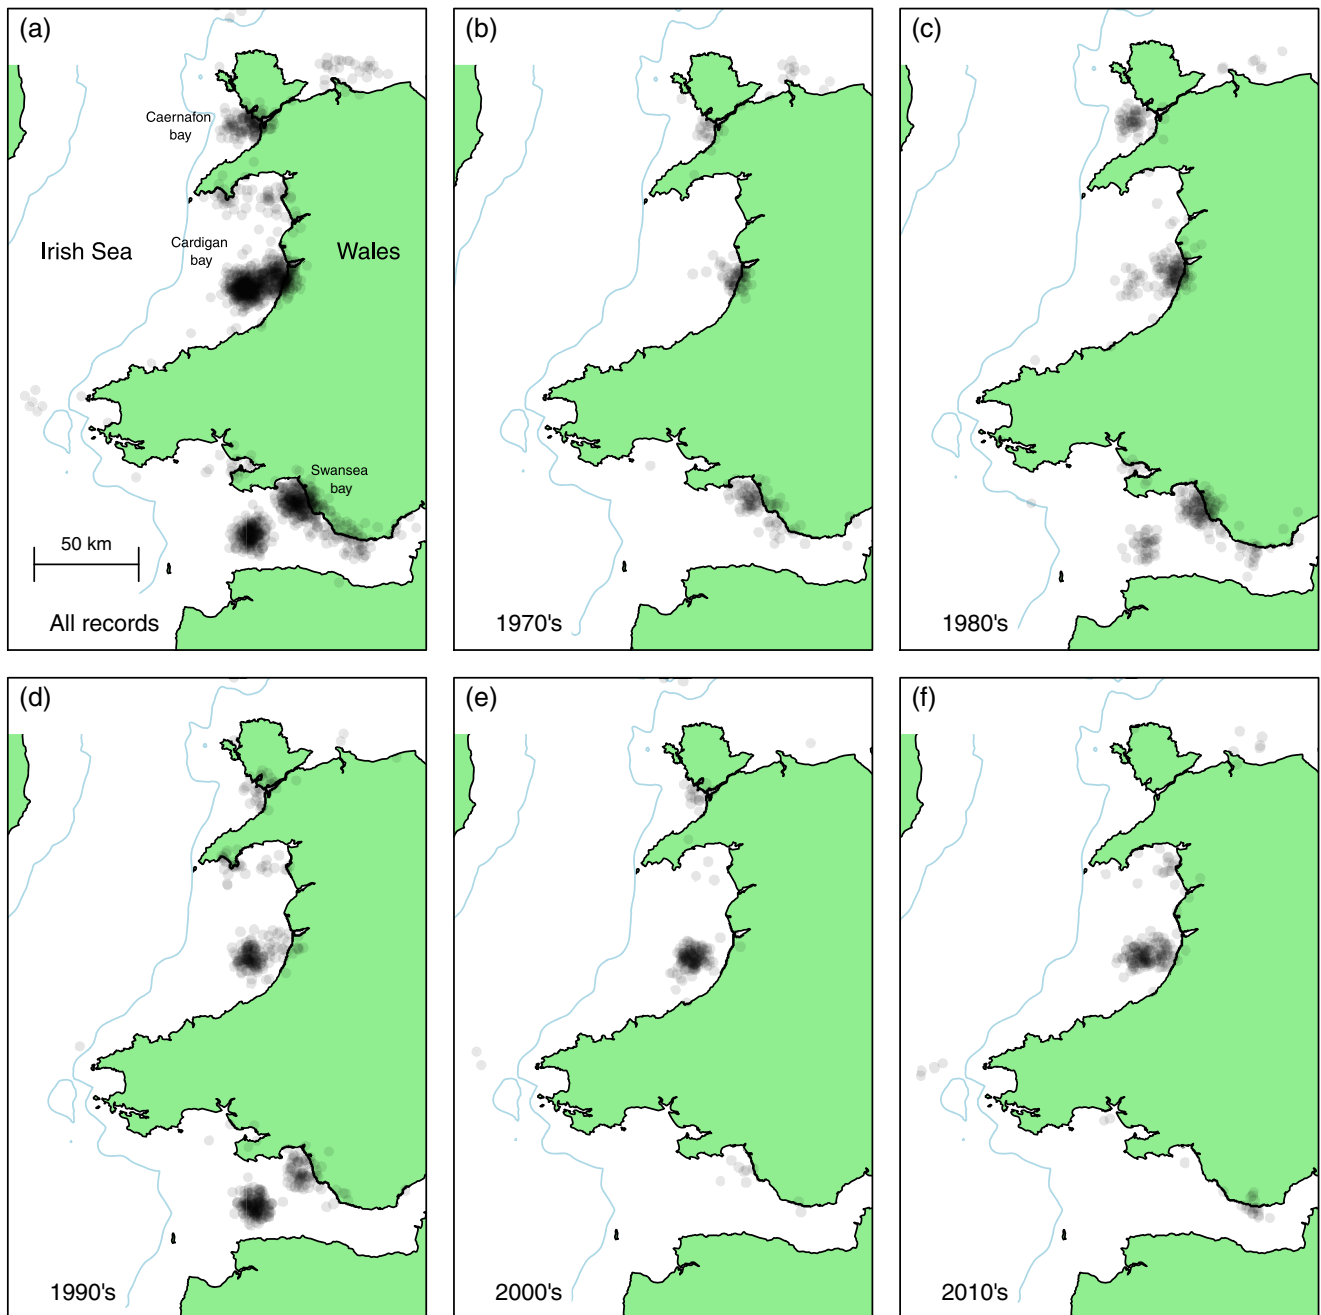 (a)
Caernafon
bay
Irish Sea
Cardigan
bay
Wales
Swansea
bay
50 km
All records
(b)
1970's
(c)
1980's
(d)
1990's
(e)
2000's
(f)
2010's